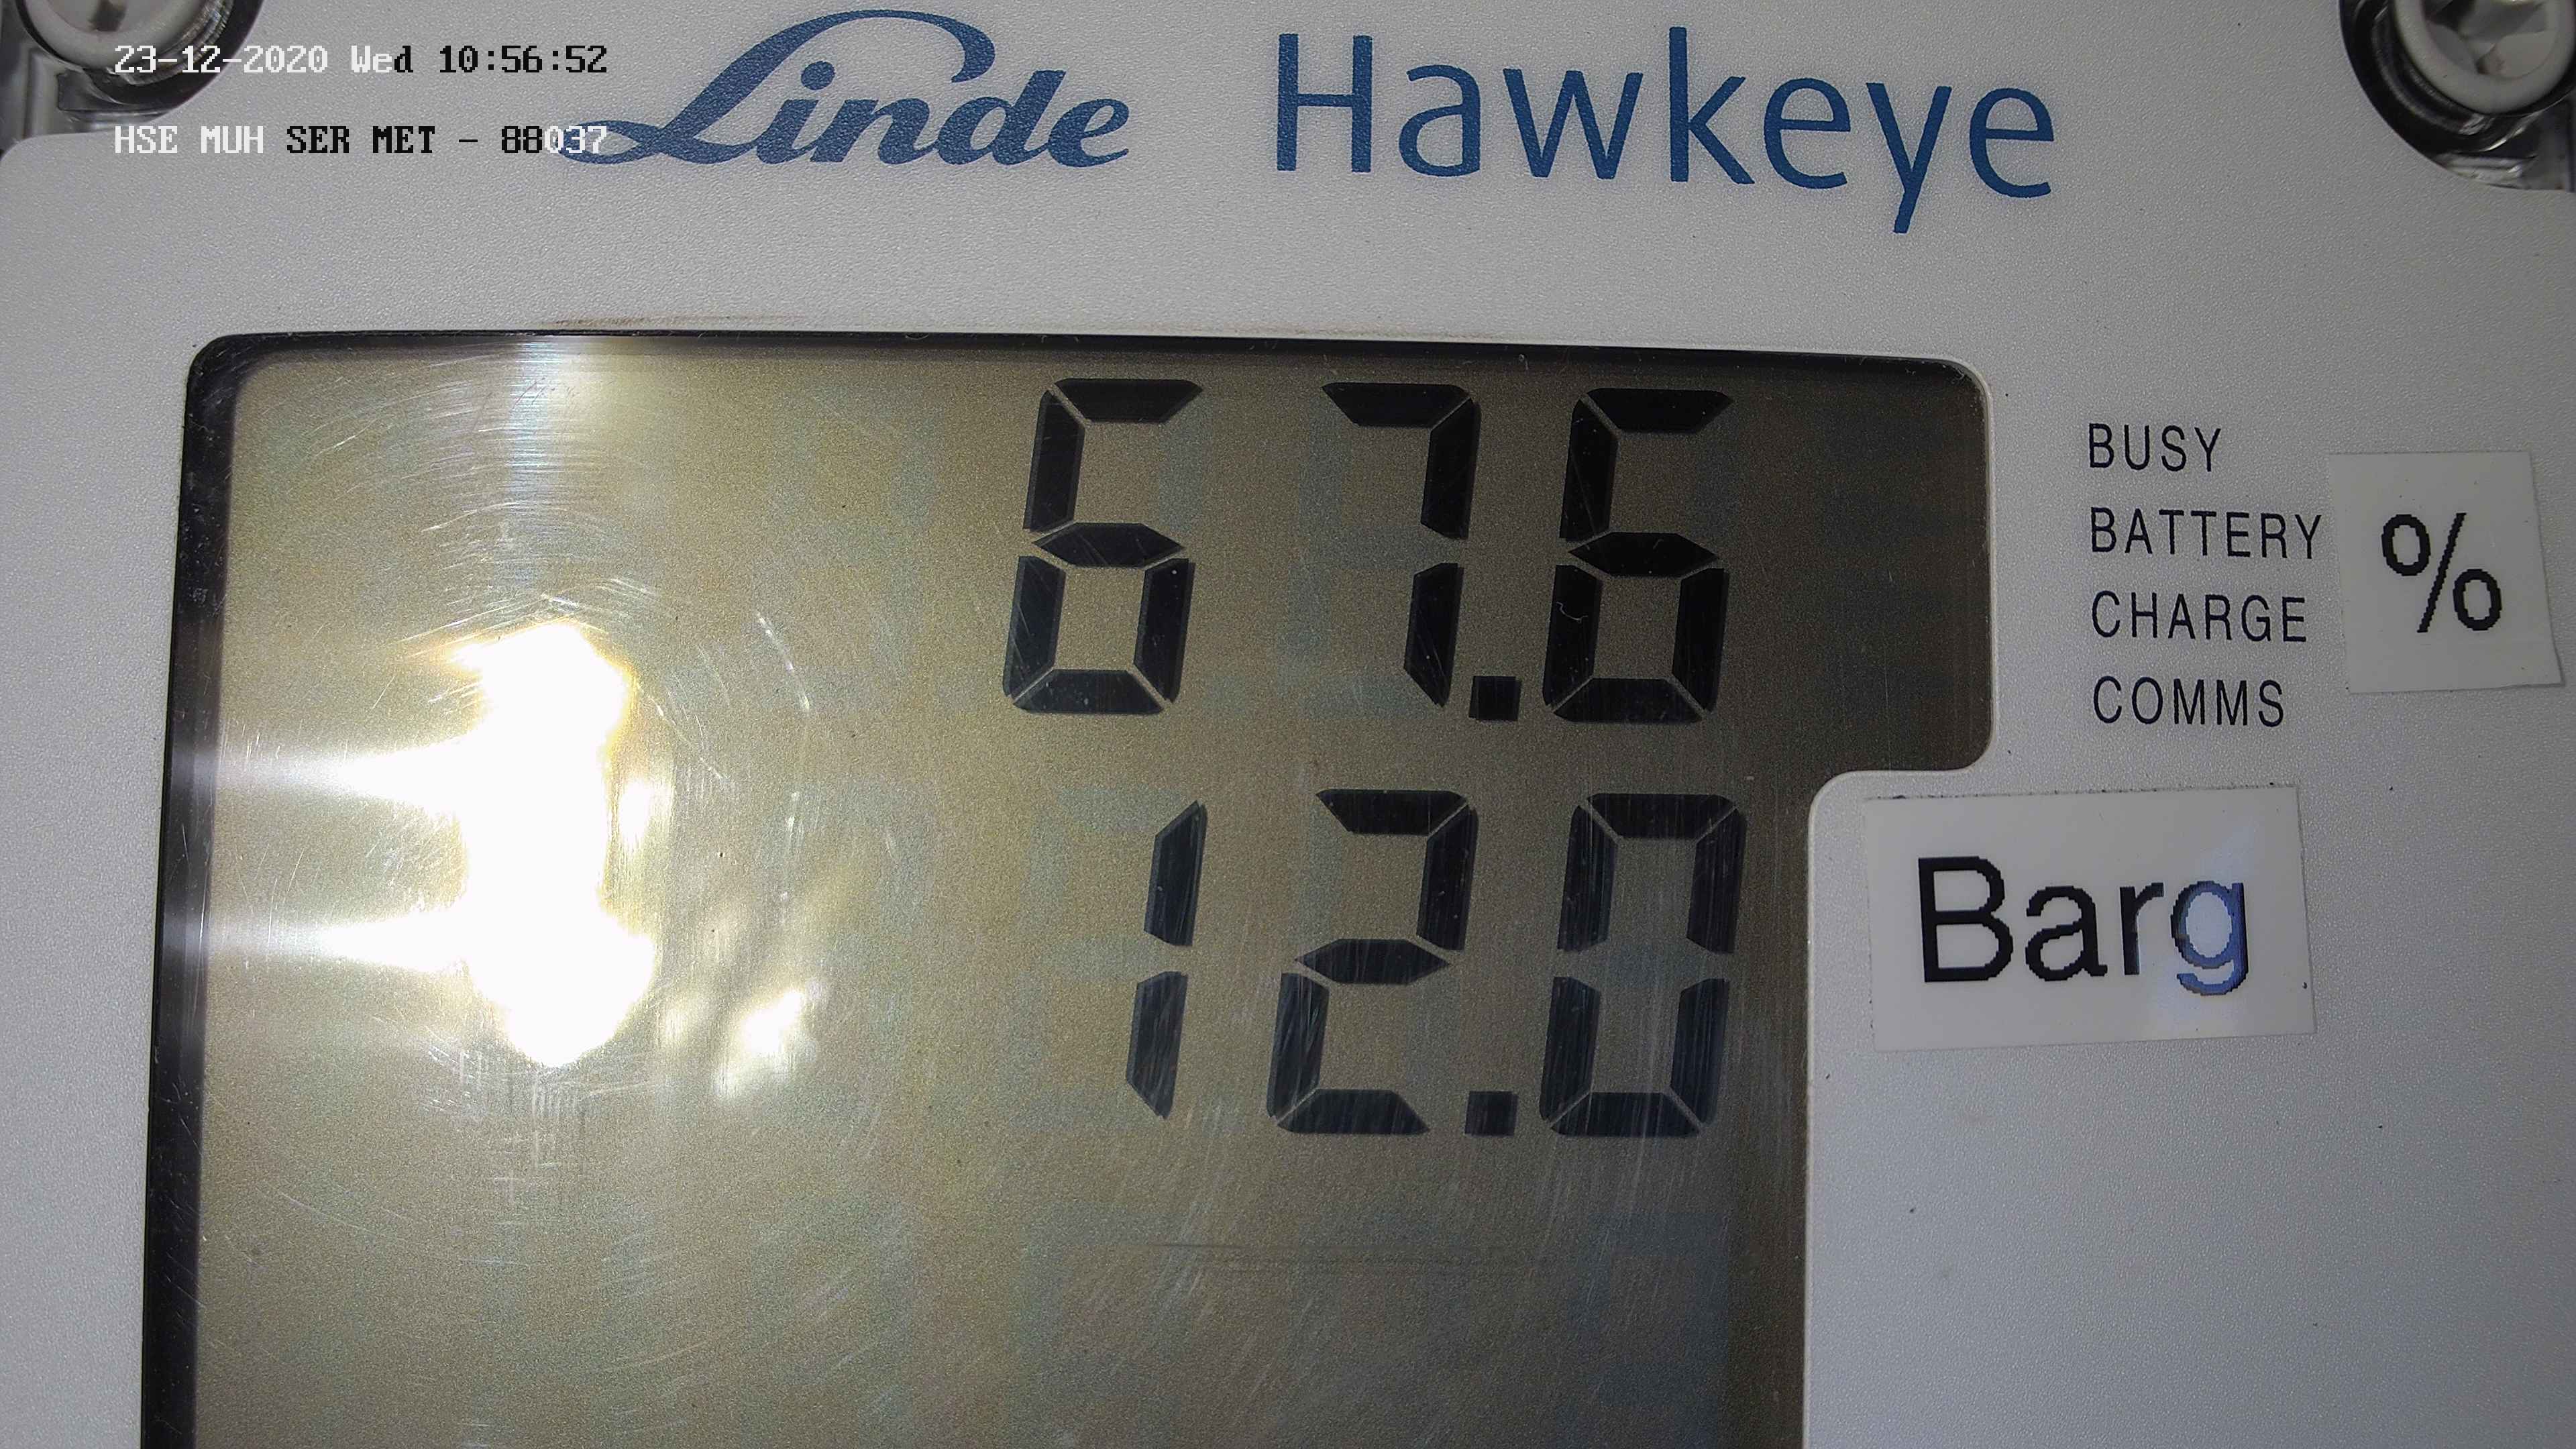 23-12-2020 Wed 10:56:52
HSE MUH SER MET - 88037
Linde Hawkeye
67.6
BUSY
BATTERY
CHARGE
COMMS
%
12.0
Barg